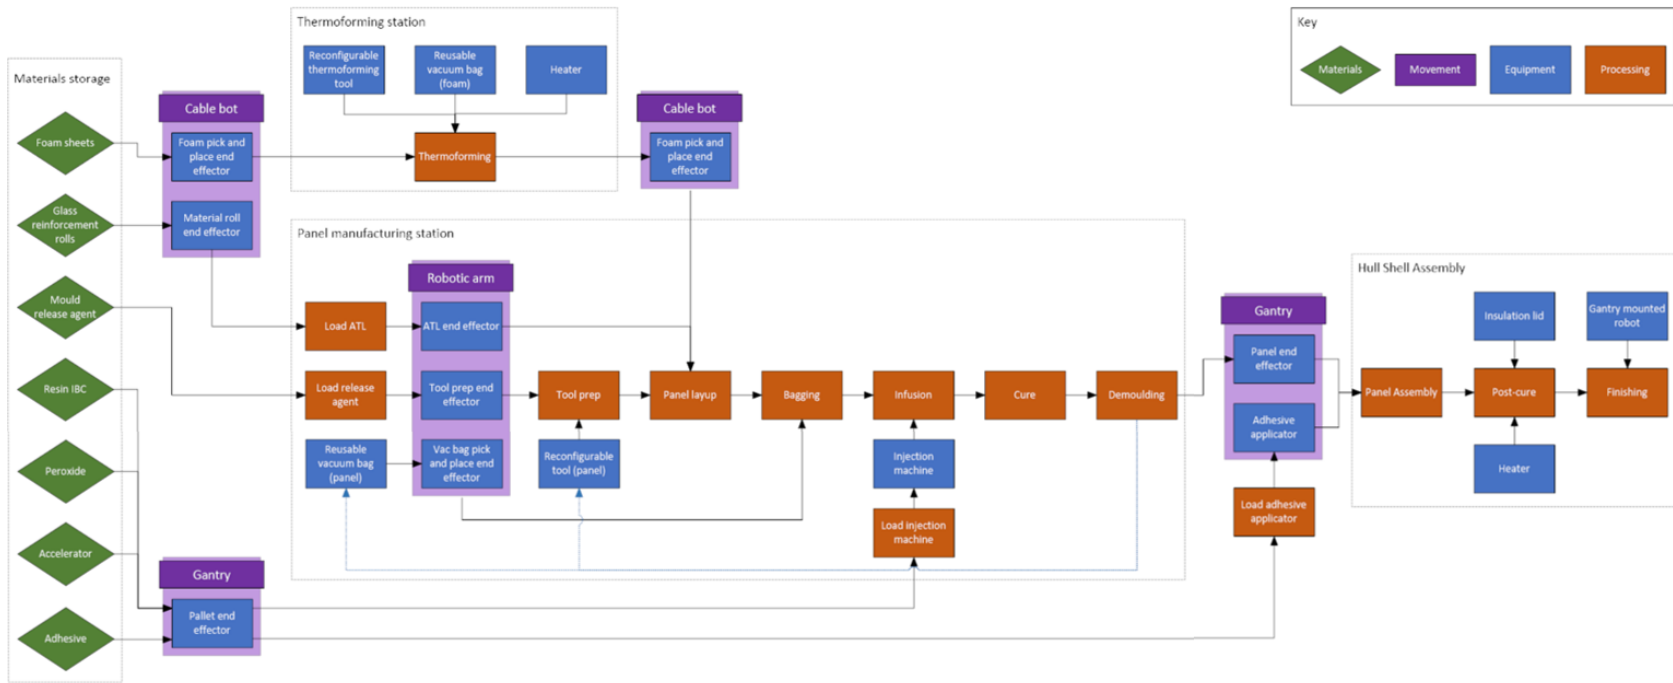 Thermoforming station
Reconfigurable
thermoforming
tool
Reusable
vacuum bag
(foam)
Heater
Key
Materials
Movement
Equipment
Processing
Materials storage
Cable bot
Foam sheets
Foam pick and
place end
effector
Thermoforming
Cable bot
Foam pick and
place end
effector
Glass
reinforcement
rolls
Material roll
end effector
Panel manufacturing station
Robotic arm
Mould
release agent
Load ATL
ATL end effector
Resin IBC
Load release
agent
Tool prep end
effector
Tool prep
Panel layup
Bagging
Infusion
Cure
Demoulding
Peroxide
Reusable
vacuum bag
(panel)
Vac bag pick
and place end
effector
Reconfigurable
tool (panel)
Injection
machine
Load injection
machine
Accelerator
Adhesive
Gantry
Pallet end
effector
Gantry
Panel end
effector
Adhesive
applicator
Load adhesive
applicator
Hull Shell Assembly
Insulation lid
Gantry mounted
robot
Panel Assembly
Post-cure
Finishing
Heater